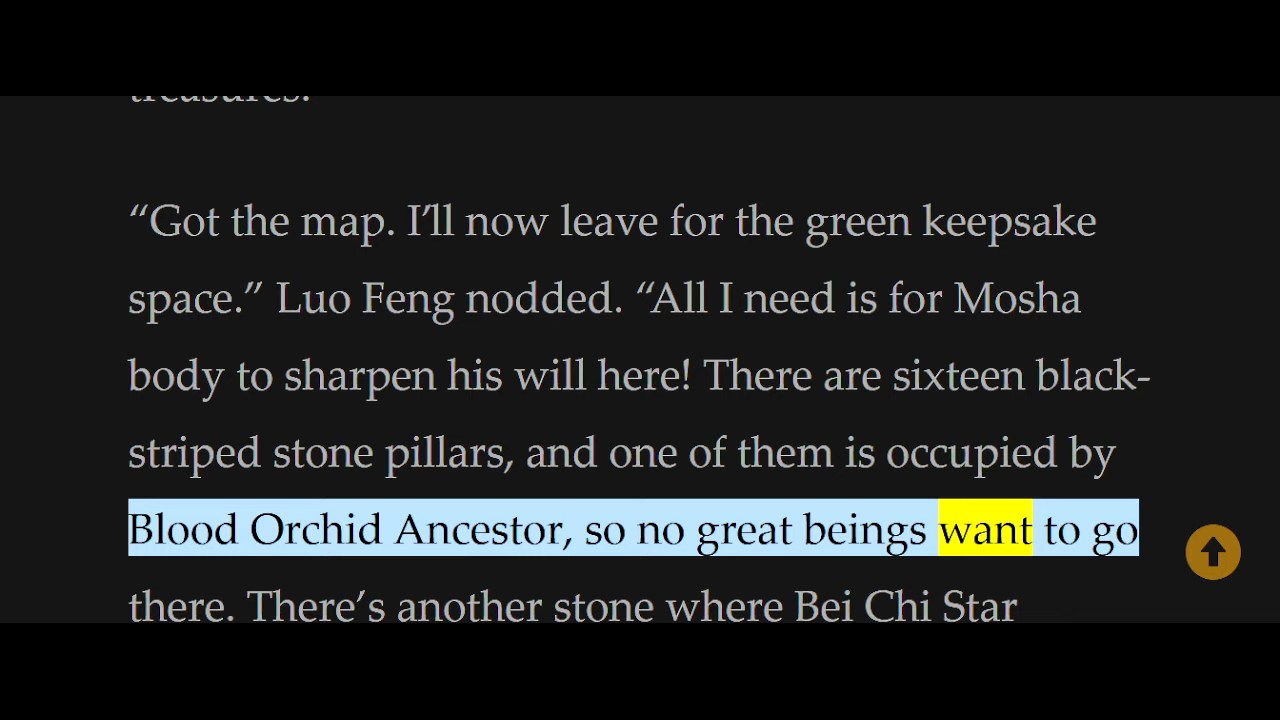 treasures.
“Got the map. I’ll now leave for the green keepsake
space.” Luo Feng nodded. “All I need is for Mosha
body to sharpen his will here! There are sixteen black-
striped stone pillars, and one of them is occupied by
Blood Orchid Ancestor, so no great beings want to go
there. There’s another stone where Bei Chi Star